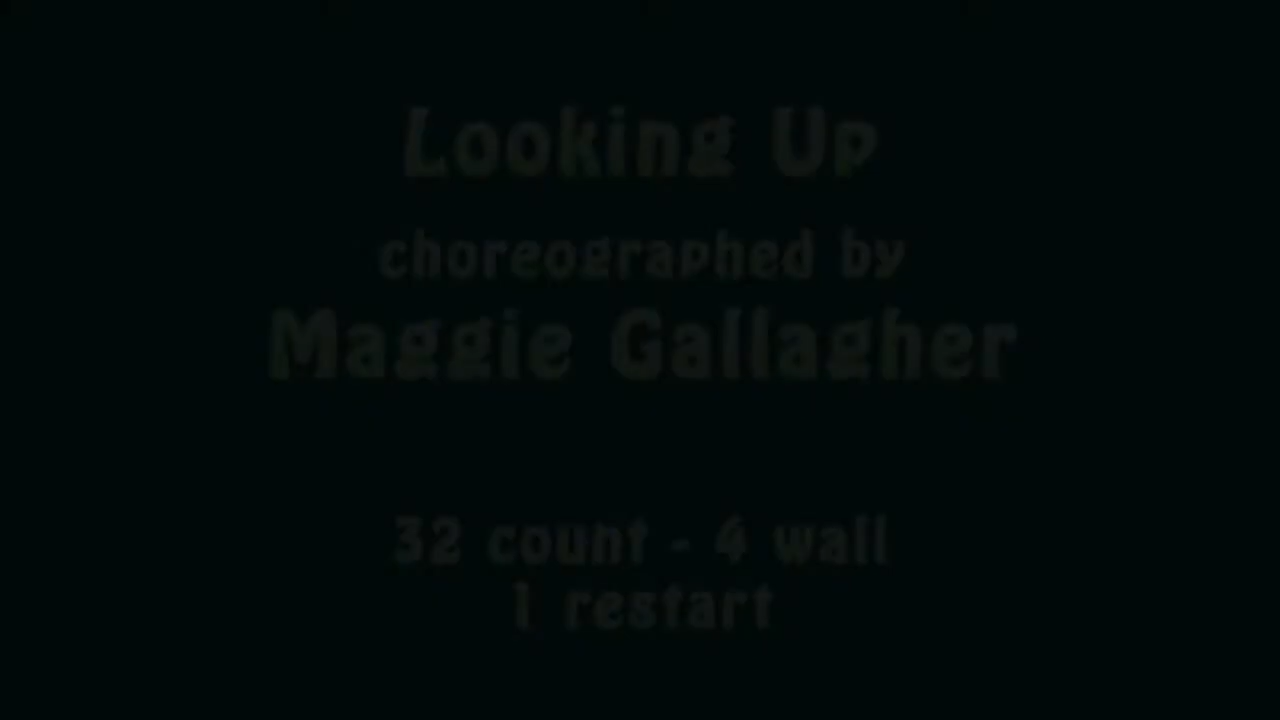 Looking Up
choreographed by
Maggie Gallagher
32 count - 4 wall
1 restart